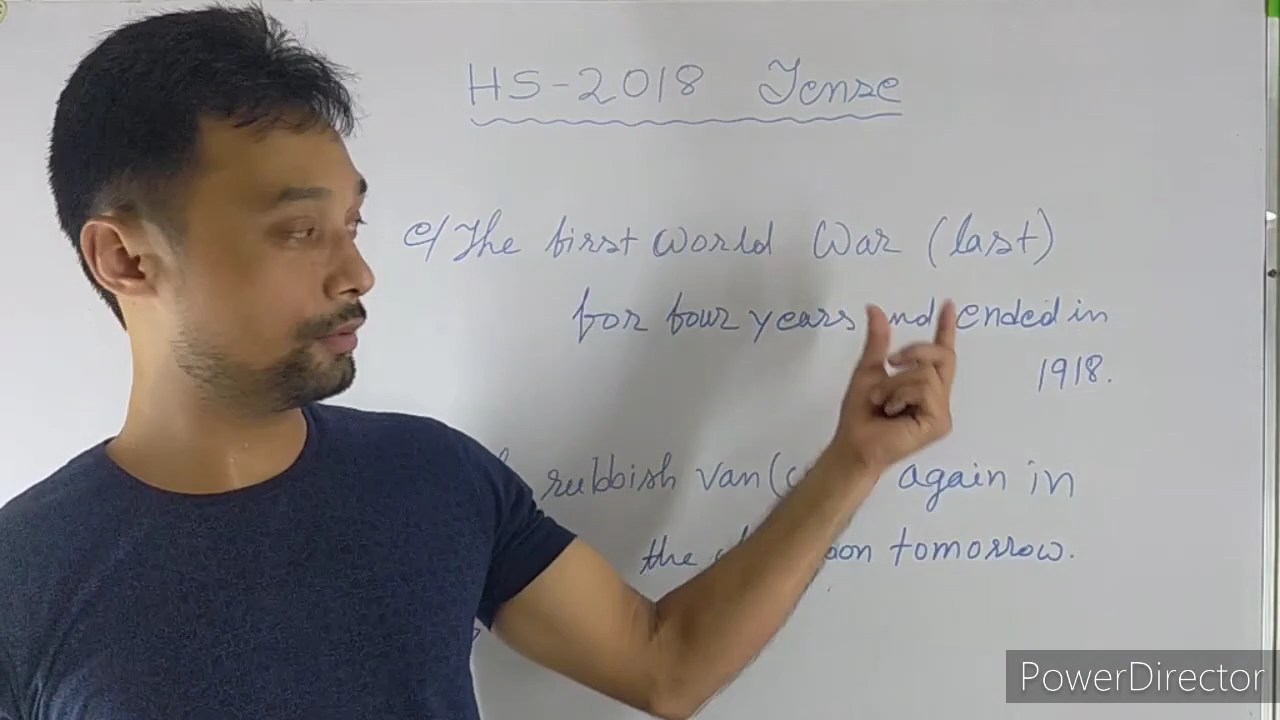 HS-2018 Tense
c/ The first World War (last)
for four years and ended in
1918.
rubbish van ( again in
the tomorrow.
PowerDirector